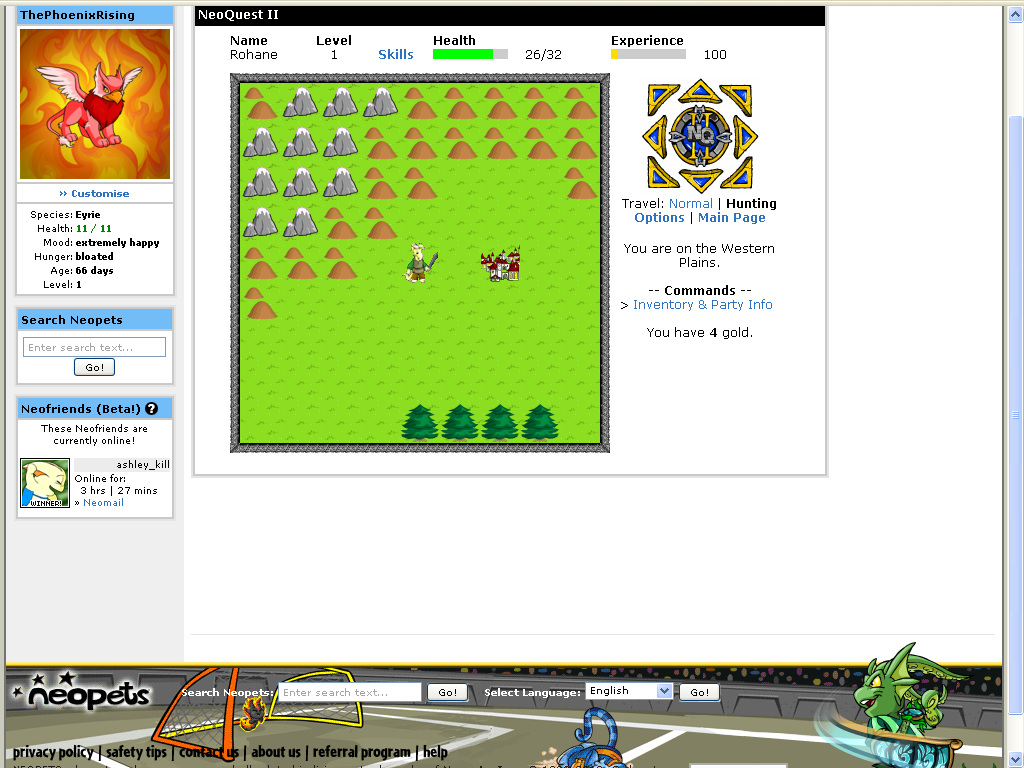 ThePhoenixRising
›› Customise
Species: Eyrie
Health: 11 / 11
Mood: extremely happy
Hunger: bloated
Age: 66 days
Level: 1
Search Neopets
Enter search text...
Go!
Neofriends (Beta!) ?
These Neofriends are
currently online!
ashley_kill
Online for:
3 hrs | 27 mins
» Neomail
WINNER!
NeoQuest II
Name Level Health Experience
Rohane 1 Skills 26/32 100
NQ
II
Travel: Normal | Hunting
Options | Main Page
You are on the Western
Plains.
-- Commands --
> Inventory & Party Info
You have 4 gold.
neopets
Search Neopets: Enter search text... Go! Select Language: English Go!
privacy policy | safety tips | contact us | about us | referral program | help